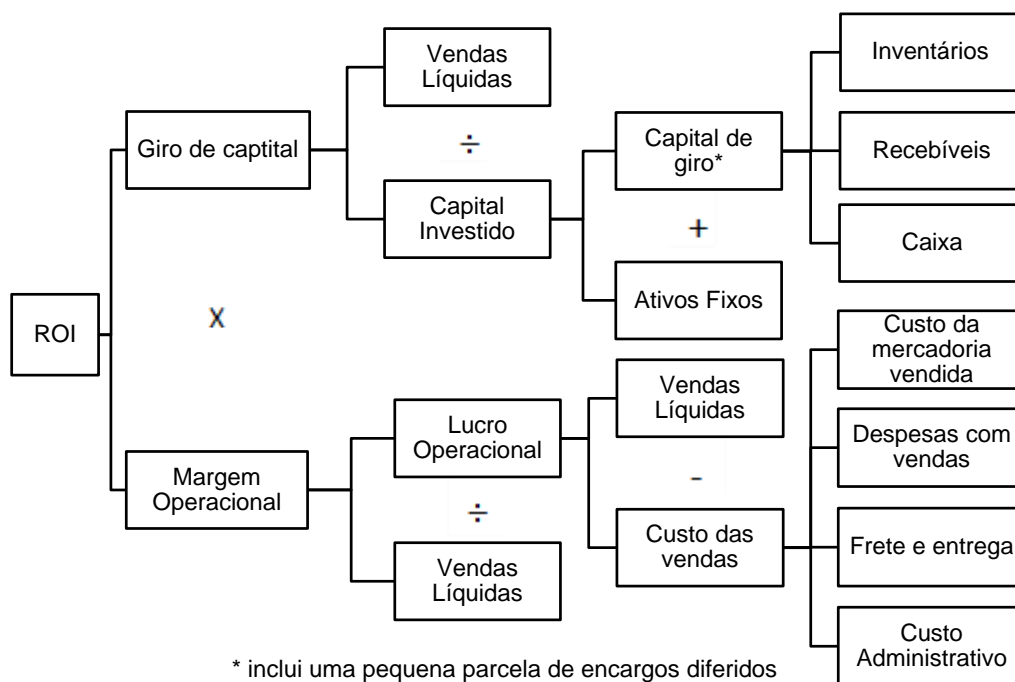 ROI
Giro de captital
X
Margem
Operacional
Vendas
Líquidas
÷
Capital
Investido
Lucro
Operacional
÷
Vendas
Líquidas
Capital de
giro*
+
Ativos Fixos
Vendas
Líquidas
-
Custo das
vendas
Inventários
Recebíveis
Caixa
Custo da
mercadoria
vendida
Despesas com
vendas
Frete e entrega
Custo
Administrativo
* inclui uma pequena parcela de encargos diferidos